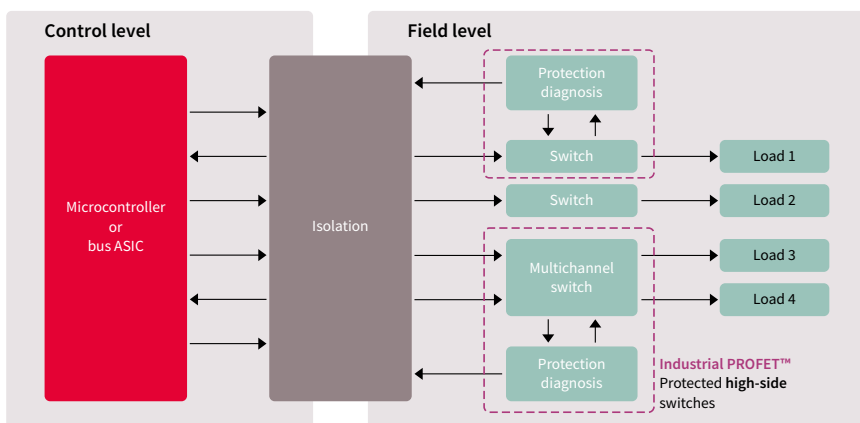 Control level
Field level
Microcontroller
or
bus ASIC
Isolation
Protection
diagnosis
Switch
Load 1
Switch
Load 2
Multichannel
switch
Load 3
Load 4
Protection
diagnosis
Industrial PROFET™
Protected high-side
switches